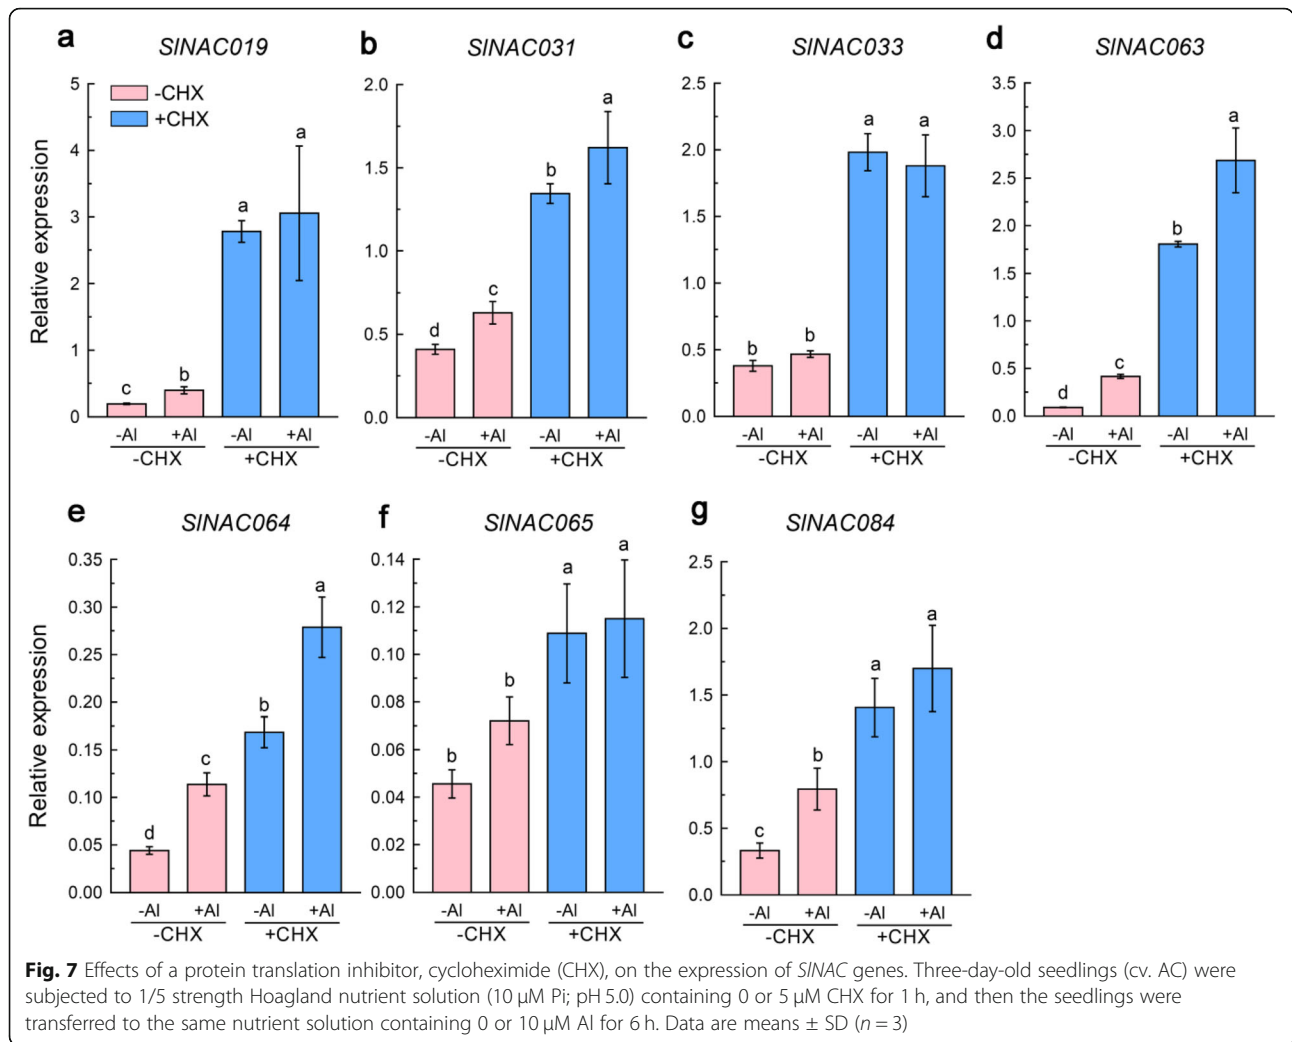 a SlNAC019
b SlNAC031
c SlNAC033
d SlNAC063
Relative expression
5
4
3
2
1
0
-CHX
+CHX
c
b
a
a
-Al
+Al
-Al
+Al
-CHX
+CHX
2.0
1.5
1.0
0.5
0.0
d
c
b
a
-Al
+Al
-Al
+Al
-CHX
+CHX
2.5
2.0
1.5
1.0
0.5
0.0
b
b
a
a
-Al
+Al
-Al
+Al
-CHX
+CHX
3.5
3.0
2.5
2.0
1.5
1.0
0.5
0.0
d
c
b
a
-Al
+Al
-Al
+Al
-CHX
+CHX
e SlNAC064
f SlNAC065
g SlNAC084
Relative expression
0.35
0.30
0.25
0.20
0.15
0.10
0.05
0.00
d
c
b
a
-Al
+Al
-Al
+Al
-CHX
+CHX
0.14
0.12
0.10
0.08
0.06
0.04
0.02
0.00
b
b
a
a
-Al
+Al
-Al
+Al
-CHX
+CHX
2.5
2.0
1.5
1.0
0.5
0.0
c
b
a
a
-Al
+Al
-Al
+Al
-CHX
+CHX
Fig. 7 Effects of a protein translation inhibitor, cycloheximide (CHX), on the expression of SlNAC genes. Three-day-old seedlings (cv. AC) were
subjected to 1/5 strength Hoagland nutrient solution (10 μM Pi; pH 5.0) containing 0 or 5 μM CHX for 1 h, and then the seedlings were
transferred to the same nutrient solution containing 0 or 10 μM Al for 6 h. Data are means ± SD (n = 3)